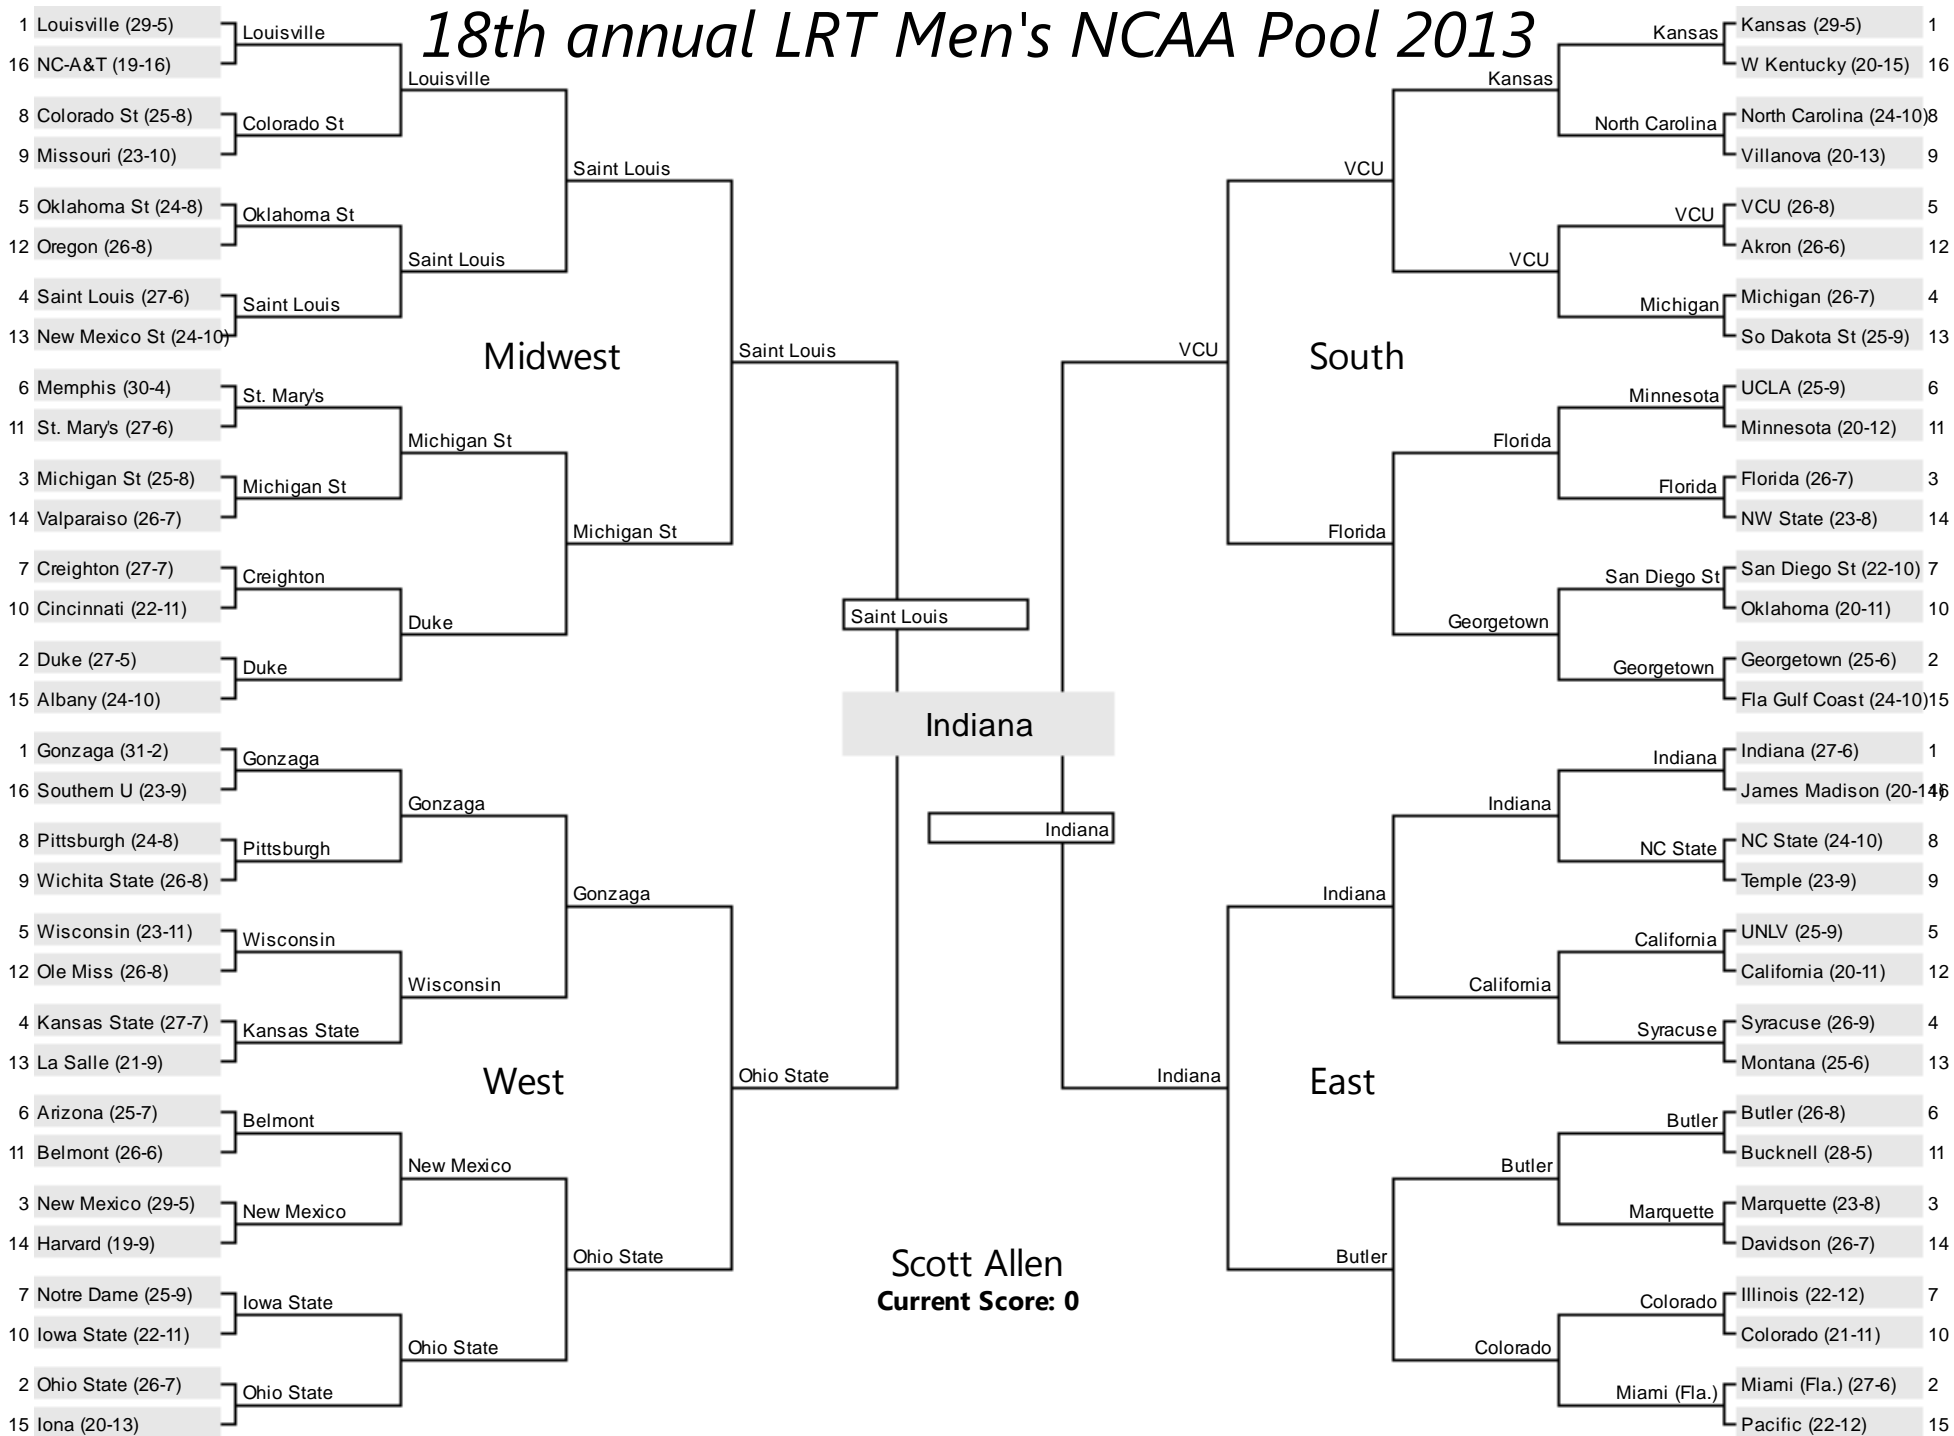 18th annual LRT Men's NCAA Pool 2013
1 Louisville (29-5)
16 NC-A&T (19-16)
8 Colorado St (25-8)
9 Missouri (23-10)
5 Oklahoma St (24-8)
12 Oregon (26-8)
4 Saint Louis (27-6)
13 New Mexico St (24-10)
6 Memphis (30-4)
11 St. Mary's (27-6)
3 Michigan St (25-8)
14 Valparaiso (26-7)
7 Creighton (27-7)
10 Cincinnati (22-11)
2 Duke (27-5)
15 Albany (24-10)
1 Gonzaga (31-2)
16 Southern U (23-9)
8 Pittsburgh (24-8)
9 Wichita State (26-8)
5 Wisconsin (23-11)
12 Ole Miss (26-8)
4 Kansas State (27-7)
13 La Salle (21-9)
6 Arizona (25-7)
11 Belmont (26-6)
3 New Mexico (29-5)
14 Harvard (19-9)
7 Notre Dame (25-9)
10 Iowa State (22-11)
2 Ohio State (26-7)
15 Iona (20-13)
Louisville
Colorado St
Oklahoma St
Saint Louis
St. Mary's
Michigan St
Creighton
Duke
Gonzaga
Pittsburgh
Wisconsin
Kansas State
Belmont
New Mexico
Iowa State
Ohio State
Louisville
Saint Louis
Michigan St
Duke
Gonzaga
Wisconsin
New Mexico
Ohio State
Saint Louis
Michigan St
Gonzaga
Ohio State
Midwest
West
Saint Louis
Ohio State
Saint Louis
Indiana
Indiana
Scott Allen
Current Score: 0
VCU
Indiana
South
East
VCU
Florida
Indiana
Butler
Kansas
VCU
Florida
Georgetown
Indiana
California
Butler
Colorado
Kansas
North Carolina
VCU
Michigan
Minnesota
Florida
San Diego St
Georgetown
Indiana
NC State
California
Syracuse
Butler
Marquette
Colorado
Miami (Fla.)
Kansas (29-5) 1
W Kentucky (20-15) 16
North Carolina (24-10) 8
Villanova (20-13) 9
VCU (26-8) 5
Akron (26-6) 12
Michigan (26-7) 4
So Dakota St (25-9) 13
UCLA (25-9) 6
Minnesota (20-12) 11
Florida (26-7) 3
NW State (23-8) 14
San Diego St (22-10) 7
Oklahoma (20-11) 10
Georgetown (25-6) 2
Fla Gulf Coast (24-10) 15
Indiana (27-6) 1
James Madison (20-14) 16
NC State (24-10) 8
Temple (23-9) 9
UNLV (25-9) 5
California (20-11) 12
Syracuse (26-9) 4
Montana (25-6) 13
Butler (26-8) 6
Bucknell (28-5) 11
Marquette (23-8) 3
Davidson (26-7) 14
Illinois (22-12) 7
Colorado (21-11) 10
Miami (Fla.) (27-6) 2
Pacific (22-12) 15